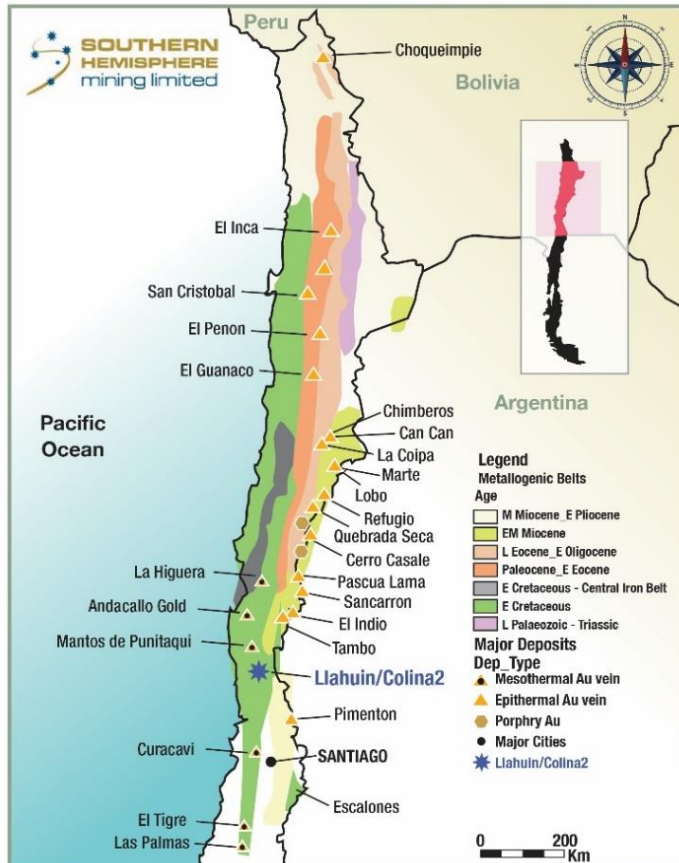 Peru
SOUTHERN
HEMISPHERE
mining limited
Choqueimpie
N
W
E
S
Bolivia
El Inca
San Cristobal
El Penon
El Guanaco
Argentina
Pacific
Ocean
Chimberos
Can Can
La Coipa
Marte
Lobo
Refugio
Quebrada Seca
Cerro Casale
La Higuera
Pascua Lama
Andacallo Gold
Sancarron
El Indio
Mantos de Punitaqui
Tambo
Llahuin/Colina2
Pimenton
Curacavi
SANTIAGO
Escalones
El Tigre
Las Palmas
Legend
Metallogenic Belts
Age
M Miocene_E Pliocene
EM Miocene
L Eocene_E Oligocene
Paleocene_E Eocene
E Cretaceous - Central Iron Belt
E Cretaceous
L Palaeozoic - Triassic
Major Deposits
Dep_Type
Mesothermal Au vein
Epithermal Au vein
Porphry Au
Major Cities
Llahuin/Colina2
0 200
Km